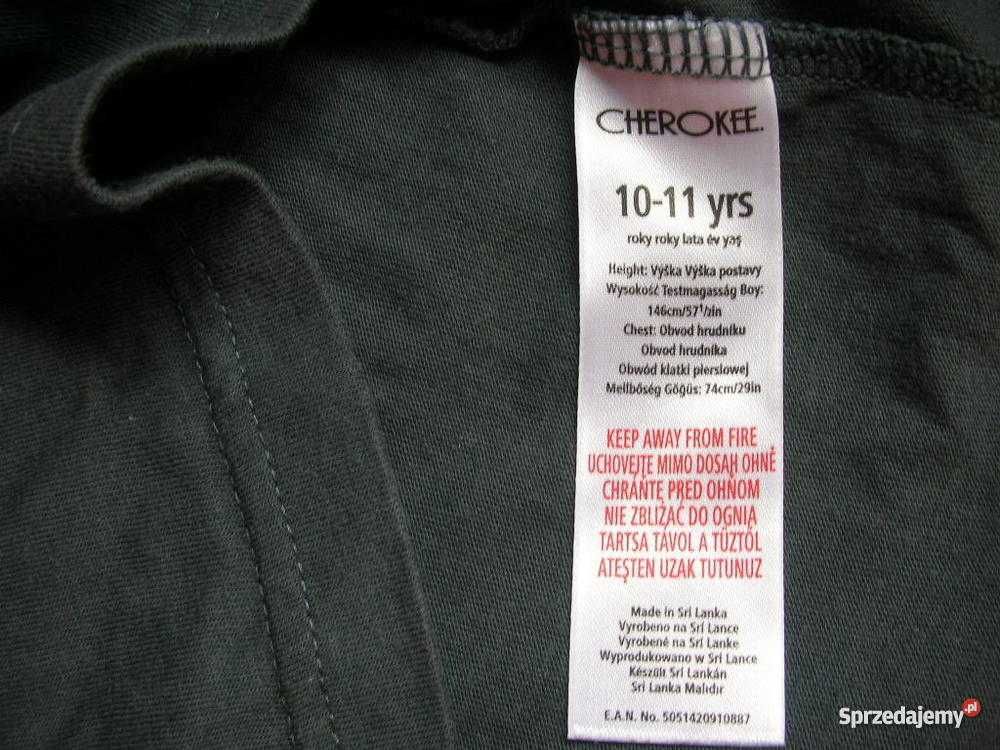 CHEROKEE.
10-11 yrs
roky roky lata év yaş
Height: Výška Výška postavy
Wysokość Testmagasság Boy:
146cm/57½in
Chest: Obvod hrudníku
Obvod hrudníka
Obwód klatki piersiowej
Mellbőség Göğüs: 74cm/29in
KEEP AWAY FROM FIRE
UCHOVEJTE MIMO DOSAH OHNĚ
CHRÁŇTE PRED OHŇOM
NIE ZBLIŻAĆ DO OGNIA
TARTSA TÁVOL A TŰZTŐL
ATEŞTEN UZAK TUTUNUZ
Made in Sri Lanka
Vyrobeno na Srí Lance
Vyrobené na Srí Lanke
Wyprodukowano w Sri Lance
Készült Sri Lankán
Sri Lanka Malıdır
E.A.N. No. 5051420910887
Sprzedajemy.pl